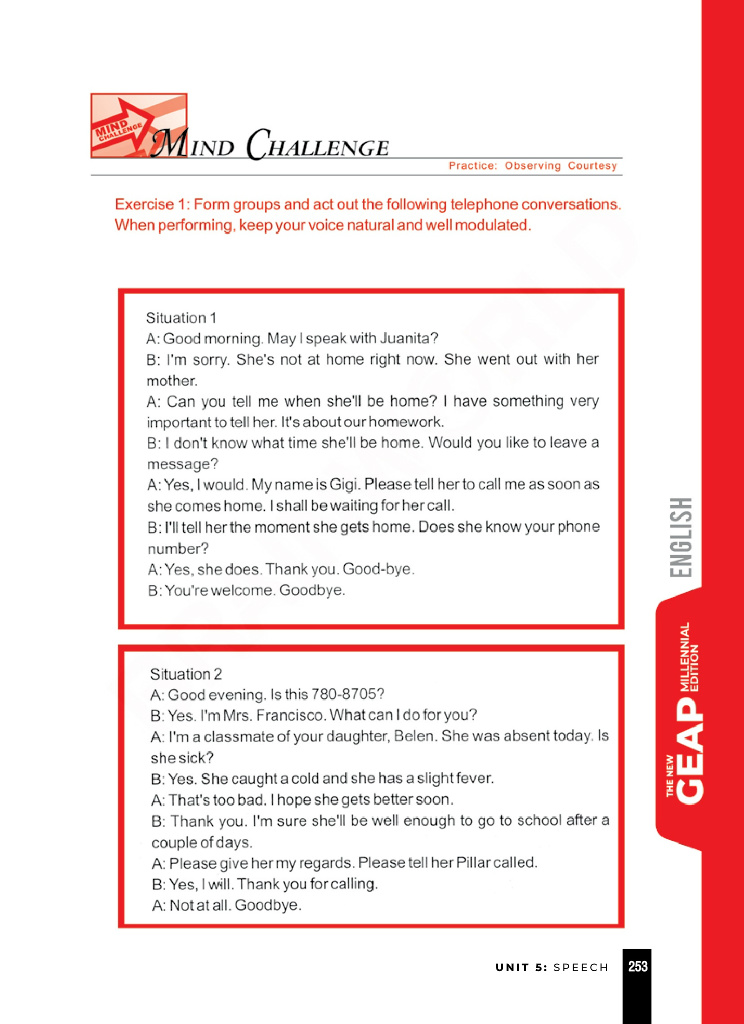 MIND
CHALLENGE
MIND CHALLENGE
Practice: Observing Courtesy
Exercise 1: Form groups and act out the following telephone conversations.
When performing, keep your voice natural and well modulated.
Situation 1
A: Good morning. May I speak with Juanita?
B: I'm sorry. She's not at home right now. She went out with her
mother.
A: Can you tell me when she'll be home? I have something very
important to tell her. It's about our homework.
B: I don't know what time she'll be home. Would you like to leave a
message?
A: Yes, I would. My name is Gigi. Please tell her to call me as soon as
she comes home. I shall be waiting for her call.
B: I'll tell her the moment she gets home. Does she know your phone
number?
A: Yes, she does. Thank you. Good-bye.
B: You're welcome. Goodbye.
Situation 2
A: Good evening. Is this 780-8705?
B: Yes. I'm Mrs. Francisco. What can I do for you?
A: I'm a classmate of your daughter, Belen. She was absent today. Is
she sick?
B: Yes. She caught a cold and she has a slight fever.
A: That's too bad. I hope she gets better soon.
B: Thank you. I'm sure she'll be well enough to go to school after a
couple of days.
A: Please give her my regards. Please tell her Pillar called.
B: Yes, I will. Thank you for calling.
A: Not at all. Goodbye.
ENGLISH
THE NEW
GEAP
MILLENNIAL
EDITION
UNIT 5: SPEECH 253